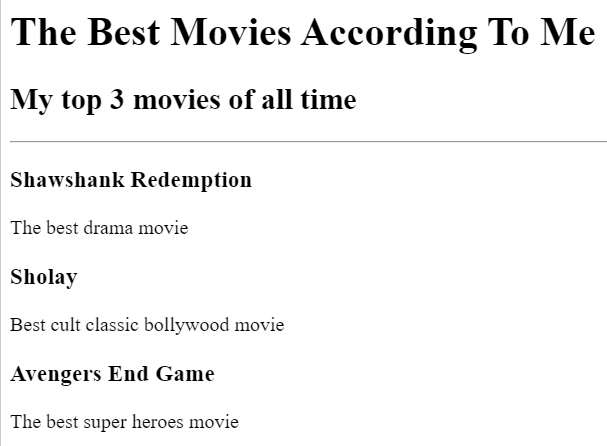 The Best Movies According To Me
My top 3 movies of all time
Shawshank Redemption
The best drama movie
Sholay
Best cult classic bollywood movie
Avengers End Game
The best super heroes movie